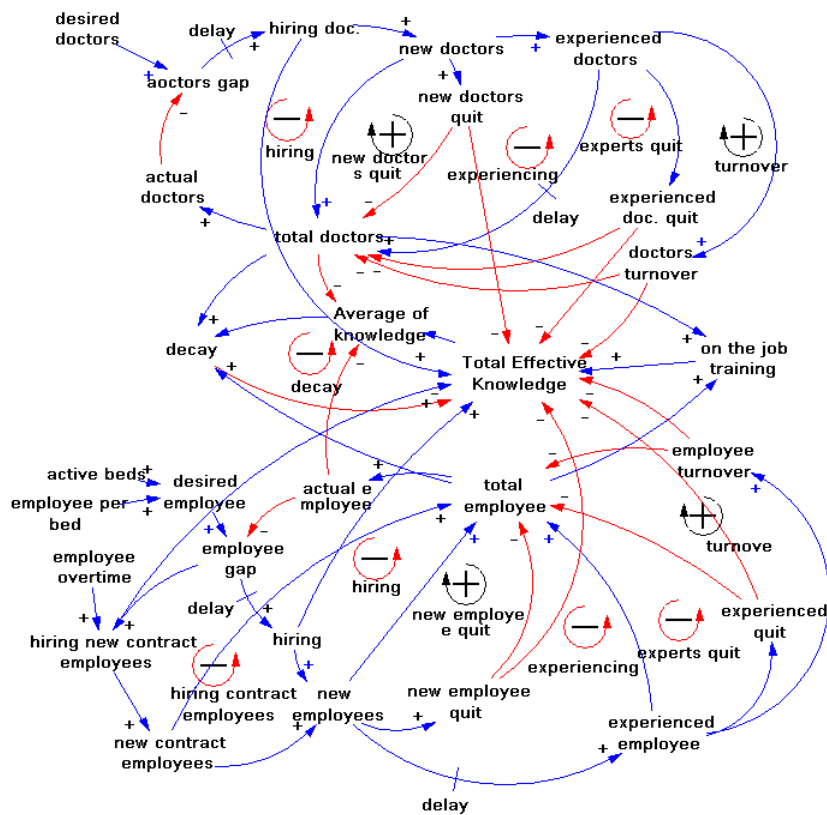 desired
doctors
delay
hiring doc.
new doctors
experienced
doctors
aoctors gap
new doctors
quit
hiring
new doctor
s quit
experiencing
experts quit
turnover
actual
doctors
delay
experienced
doc. quit
total doctors
doctors
turnover
Average of
knowledge
decay
decay
Total Effective
Knowledge
on the job
training
active beds
desired
employee
employee per
bed
actual e
mployee
total
employee
employee
turnover
employee
overtime
employee
gap
turnove
delay
hiring
new employe
e quit
hiring new contract
employees
hiring
experienced
quit
experiencing
experts quit
hiring contract
employees
new
employees
new employee
quit
new contract
employees
experienced
employee
delay